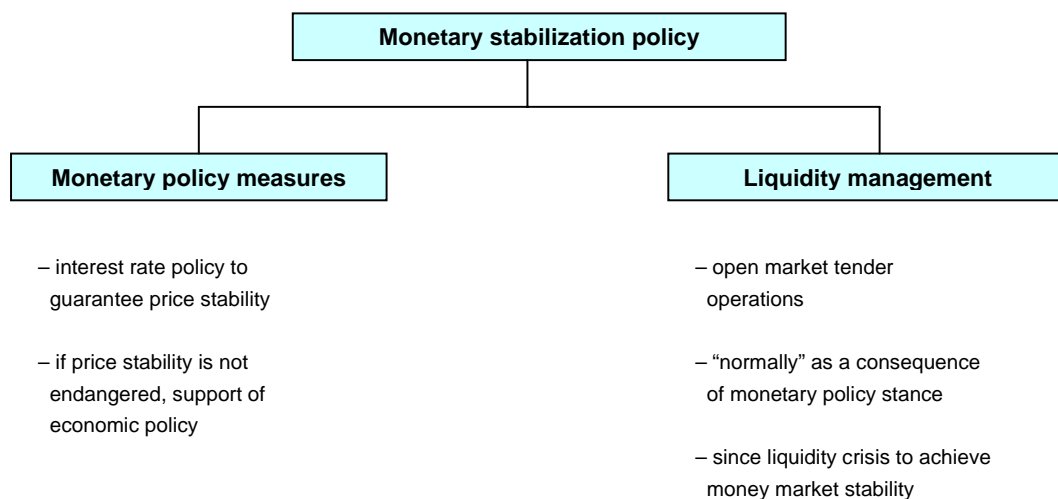 Monetary stabilization policy
Monetary policy measures
– interest rate policy to
guarantee price stability
– if price stability is not
endangered, support of
economic policy
Liquidity management
– open market tender
operations
– “normally” as a consequence
of monetary policy stance
– since liquidity crisis to achieve
money market stability